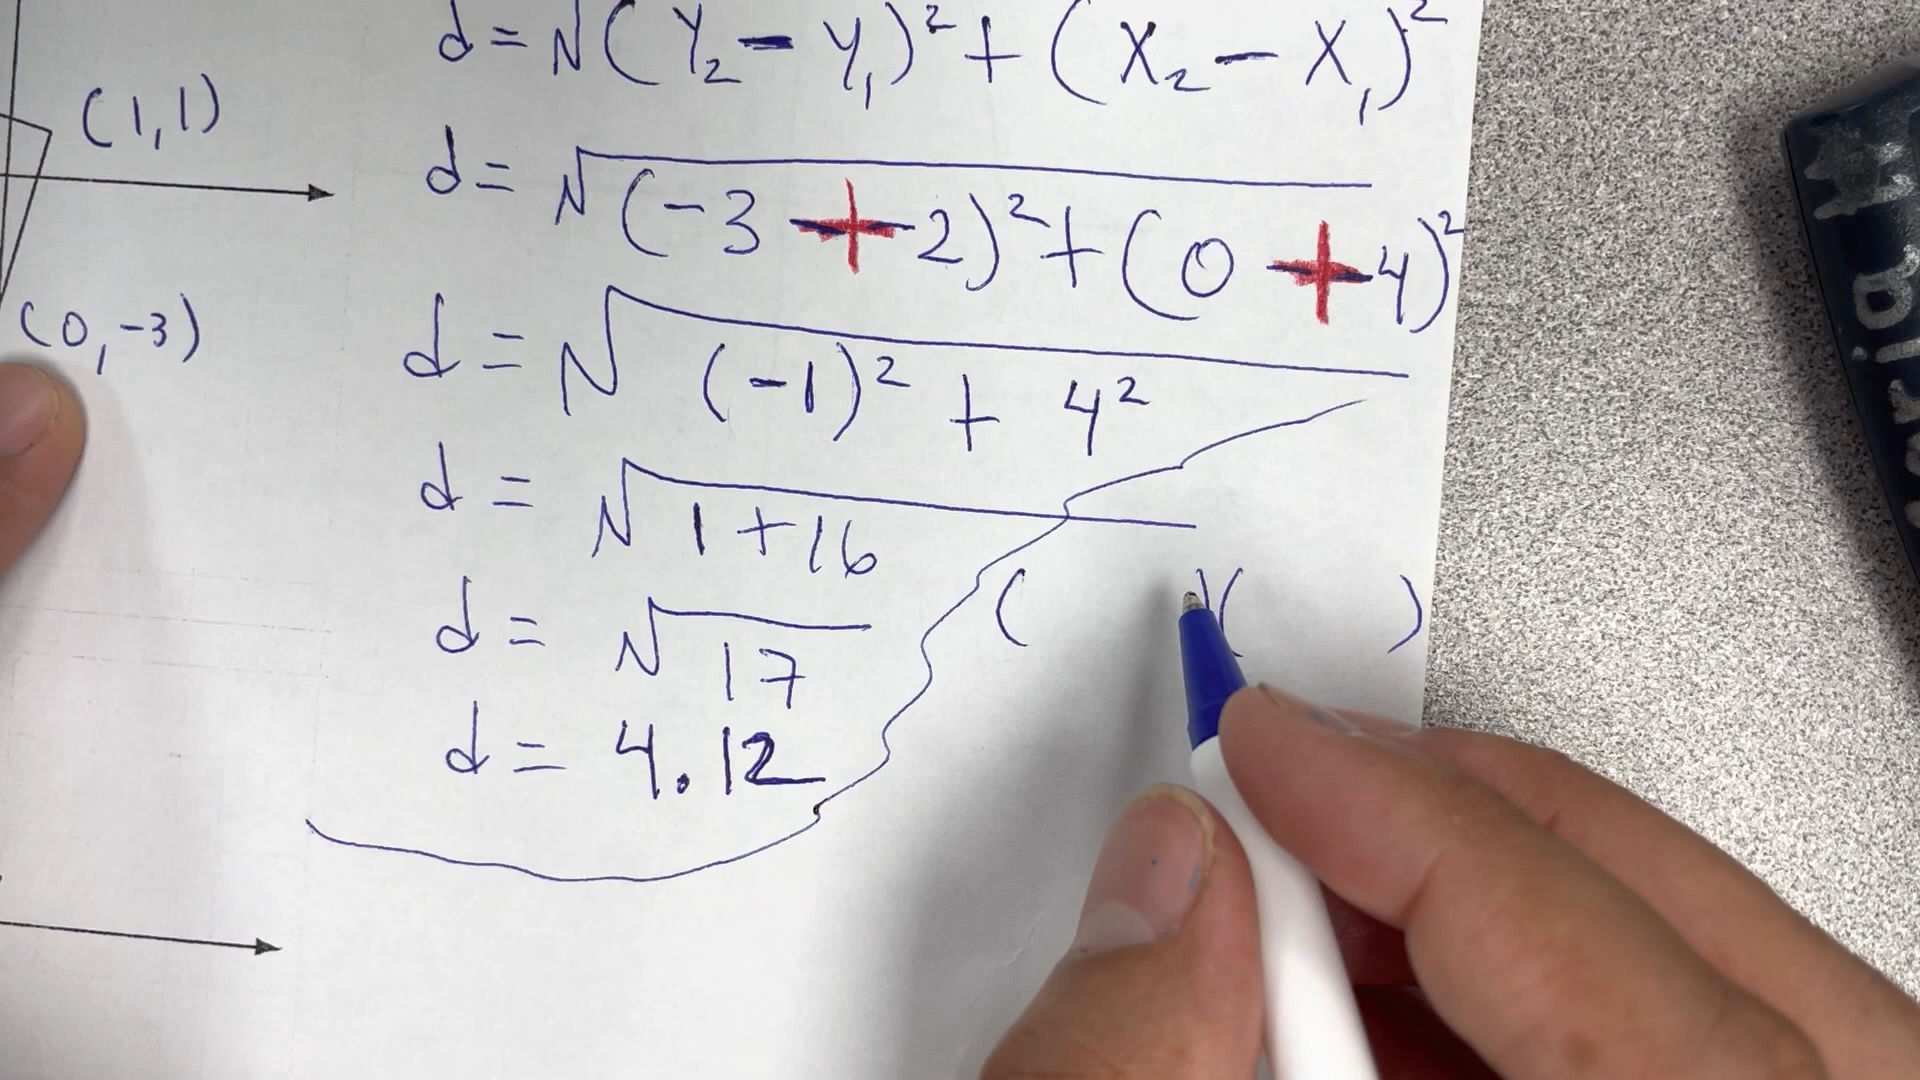 d = √(Y₂ - Y₁)² + (X₂ - X₁)²
(1,1)
d = √(-3 + 2)² + (0 + 4)²
(0,-3)
d = √(-1)² + 4²
d = √1 + 16
( )( )
d = √17
d = 4.12